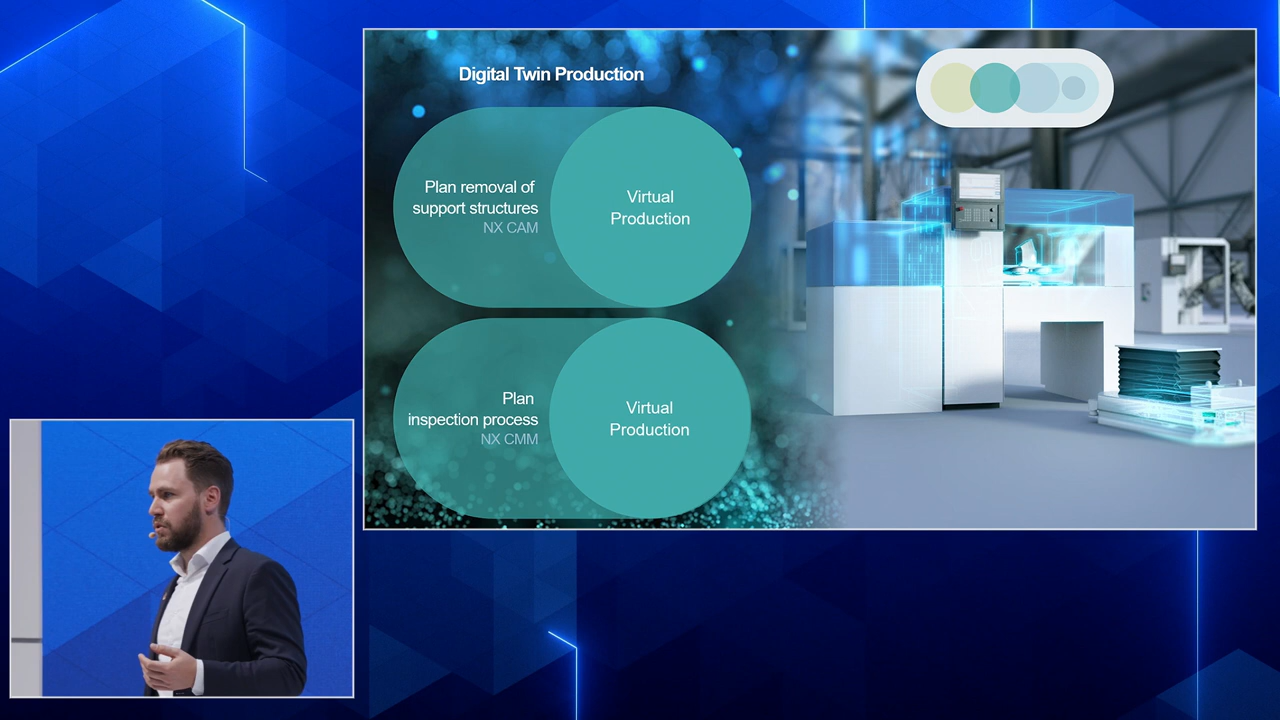 Digital Twin Production
Plan removal of
support structures
NX CAM
Virtual
Production
Plan
inspection process
NX CMM
Virtual
Production